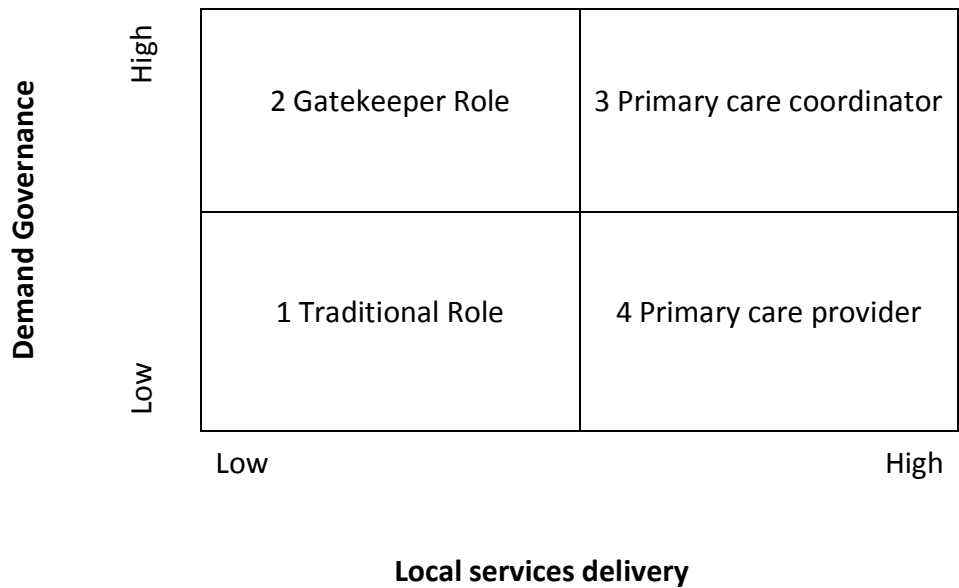 Demand Governance
High
Low
2 Gatekeeper Role
3 Primary care coordinator
1 Traditional Role
4 Primary care provider
Low
High
Local services delivery